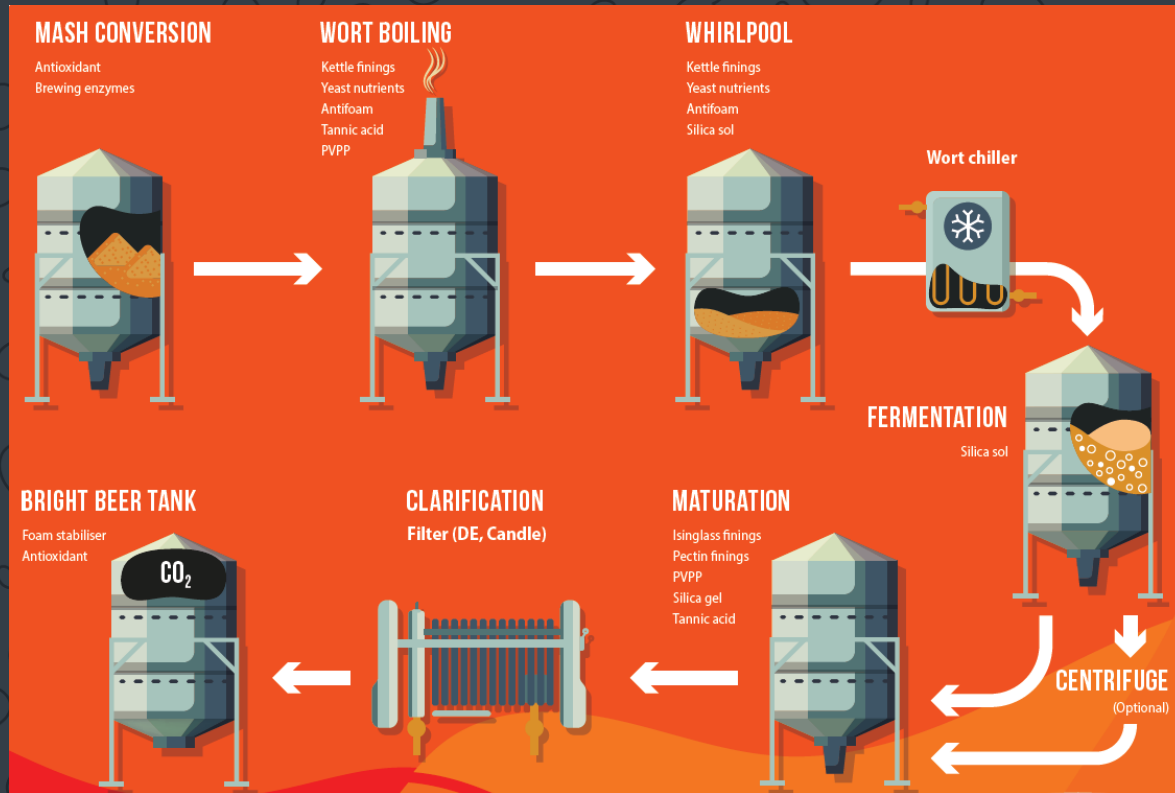 MASH CONVERSION
Antioxidant
Brewing enzymes
WORT BOILING
Kettle finings
Yeast nutrients
Antifoam
Tannic acid
PVPP
WHIRLPOOL
Kettle finings
Yeast nutrients
Antifoam
Silica sol
Wort chiller
FERMENTATION
Silica sol
CENTRIFUGE
(Optional)
MATURATION
Isinglass finings
Pectin finings
PVPP
Silica gel
Tannic acid
CLARIFICATION
Filter (DE, Candle)
BRIGHT BEER TANK
Foam stabiliser
Antioxidant
CO₂